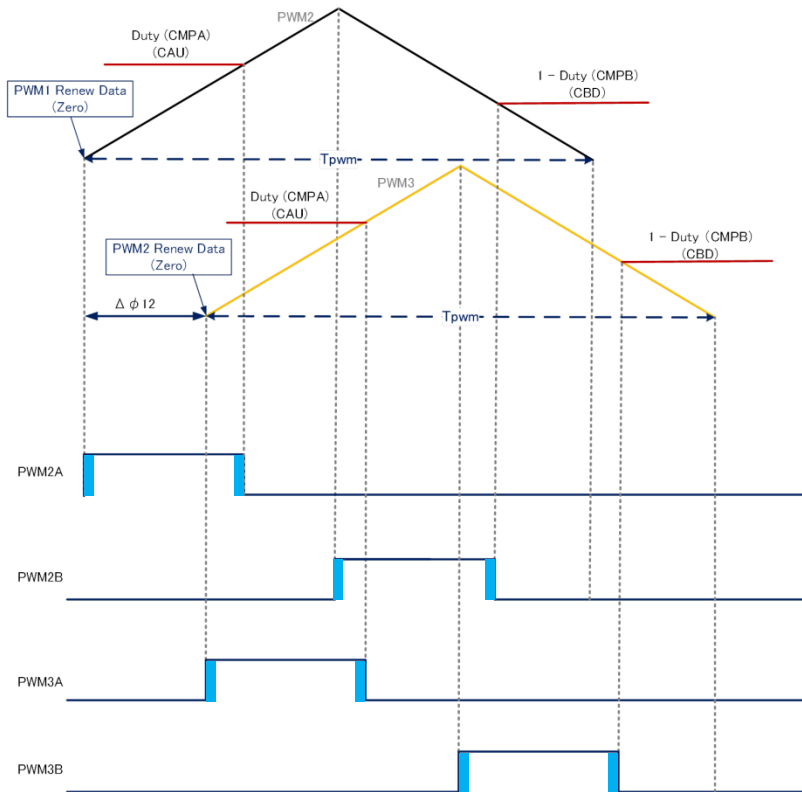 PWM2
Duty (CMPA)
(CAU)
1 - Duty (CMPB)
(CBD)
PWM1 Renew Data
(Zero)
Tpwm
PWM3
Duty (CMPA)
(CAU)
1 - Duty (CMPB)
(CBD)
PWM2 Renew Data
(Zero)
Δ φ12
Tpwm
PWM2A
PWM2B
PWM3A
PWM3B